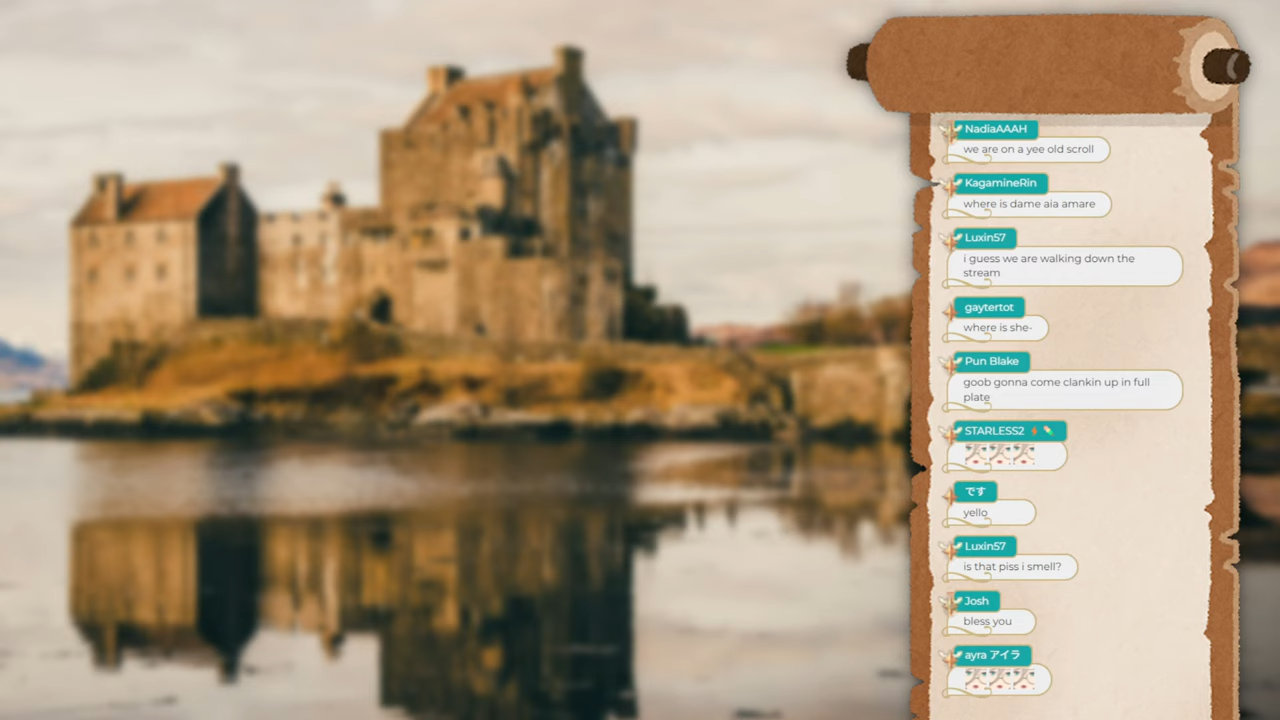 NadiaAAAH
we are on a yee old scroll
KagamineRin
where is dame aia amare
Luxin57
i guess we are walking down the
stream
gaytertot
where is she-
Pun Blake
goob gonna come clankin up in full
plate
STARLESS2
です
yello
Luxin57
is that piss i smell?
Josh
bless you
ayra アイラ